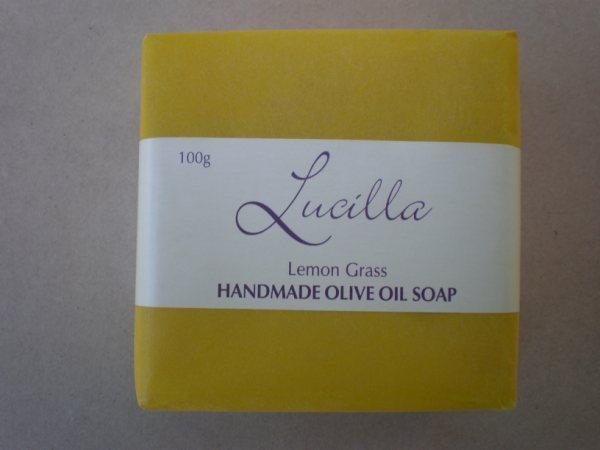 100g
Lucilla
Lemon Grass
HANDMADE OLIVE OIL SOAP